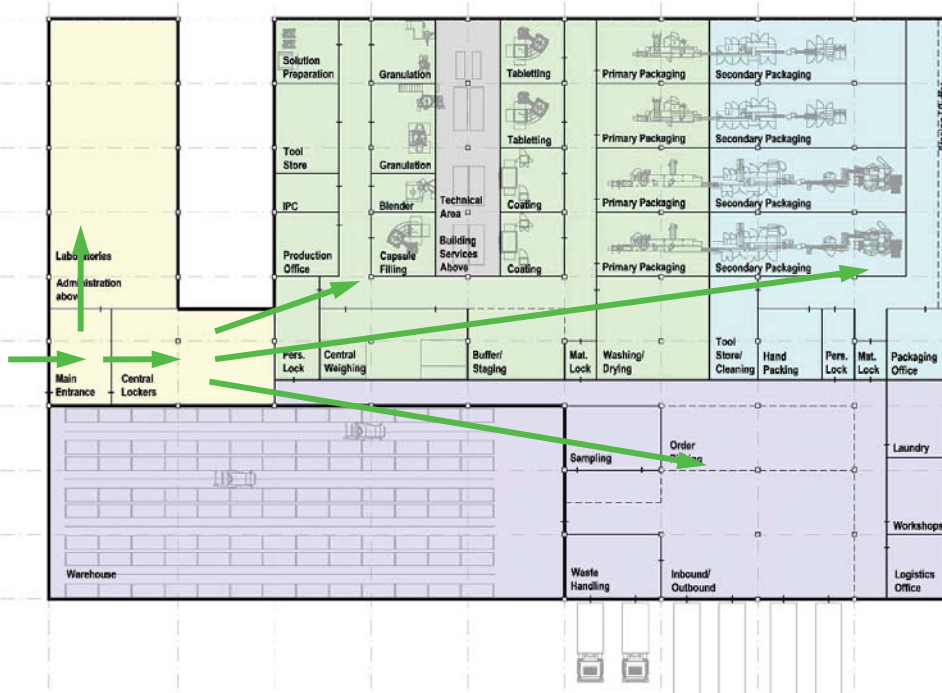 Solution
Preparation
Granulation
Tabletting
Primary Packaging
Secondary Packaging
Tabletting
Primary Packaging
Secondary Packaging
Tool
Store
Granulation
Primary Packaging
Secondary Packaging
IPC
Blender
Technical
Area
Coating
Laboratories
Administration
above
Production
Office
Capsule
Filling
Building
Services
Above
Coating
Primary Packaging
Secondary Packaging
Main
Entrance
Central
Lockers
Pers.
Lock
Central
Weighing
Buffer/
Staging
Mat.
Lock
Washing/
Drying
Tool
Store/
Cleaning
Hand
Packing
Pers.
Lock
Mat.
Lock
Packaging
Office
Sampling
Order
Laundry
Workshops
Warehouse
Waste
Handling
Inbound/
Outbound
Logistics
Office